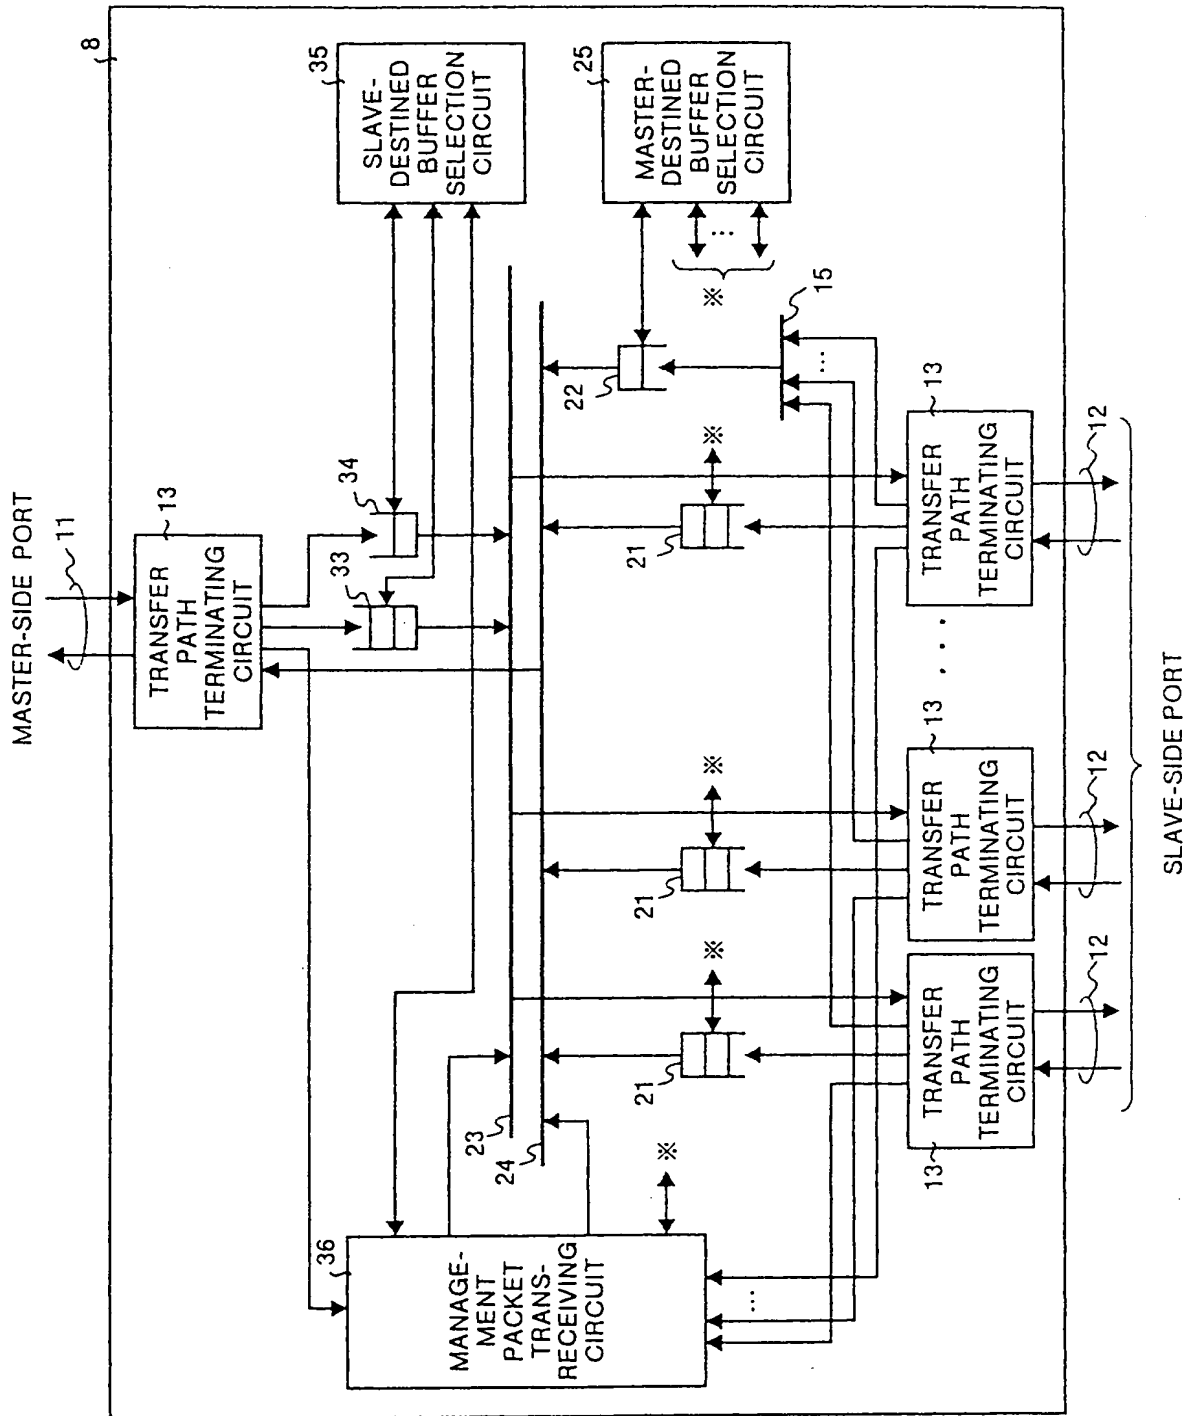 8
35
SLAVE-
DESTINED
BUFFER
SELECTION
CIRCUIT
25
MASTER-
DESTINED
BUFFER
SELECTION
CIRCUIT
※
...
MASTER-SIDE PORT
11
13
TRANSFER
PATH
TERMINATING
CIRCUIT
34
33
22
15
...
21
※
21
※
21
※
23
24
36
MANAGE-
MENT
PACKET
TRANS-
RECEIVING
CIRCUIT
※
...
13
TRANSFER
PATH
TERMINATING
CIRCUIT
12
. . . .
13
TRANSFER
PATH
TERMINATING
CIRCUIT
12
13
TRANSFER
PATH
TERMINATING
CIRCUIT
12
SLAVE-SIDE PORT